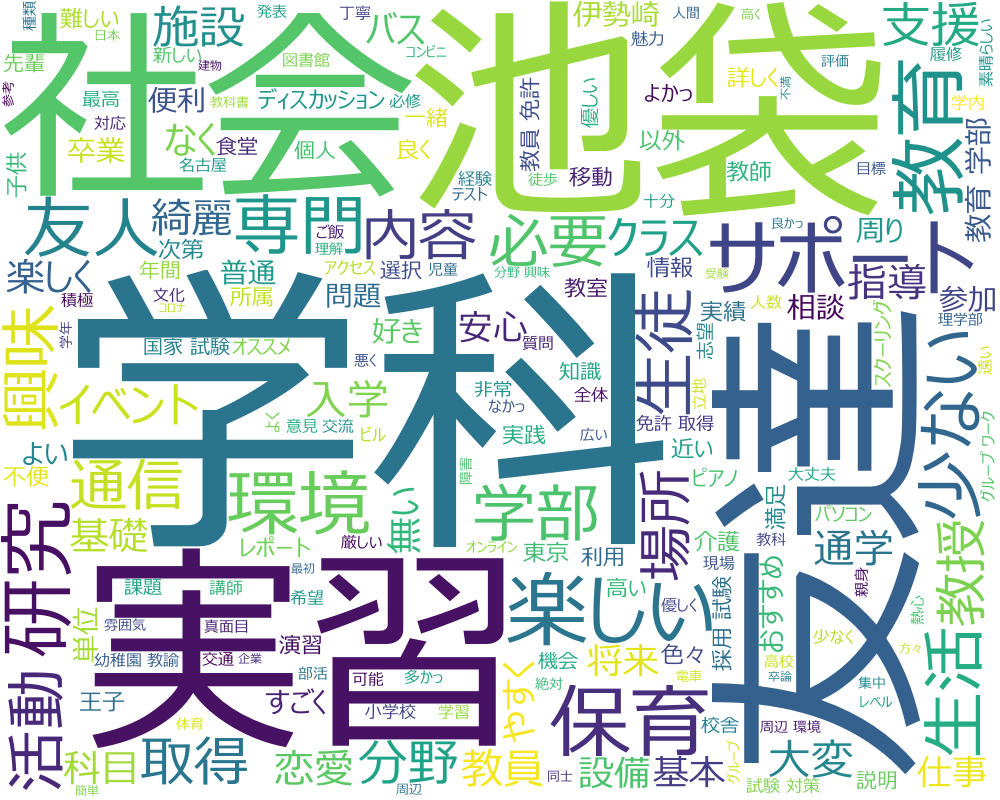 種類
難しい
発表
日本
施設
丁寧
バス
コンビニ
伊勢崎
人間
魅力
高く
評価
支援
履修
素晴らしい
先輩
社会
新しい
建物
図書館
池袋
参考
最高
便利
教科書
ディスカッション
必修
教員 免許
優しい
よかっ
詳しく
不満
学内
教育
対応
卒業
なく
食堂
個人
一緒
良く
以外
教師
目標
教育 学部
子供
名古屋
経験
テスト
徒歩
移動
十分
友人
綺麗
専門
ご飯
理解
内容
必要
クラス
サポート
良かっ
周り
次第
楽しく
積極
年間
文化
コロナ
普通
所属
アクセス
選択
児童
分野 興味
情報
受験
指導
参加
興味
学年
学科
問題
好き
安心
質問
教室
生徒
実績
志望
人数
相談
理学部
スクーリング
遠い
国家 試験
オススメ
悪く
イベント
入学
非常
なかっ
知識
全体
免許 取得
立地
友達
少ない
よく
意見 交流
ビル
実践
広い
近い
よい
不便
通信
環境
障害
学部
場所
ピアノ
大丈夫
グループ ワーク
満足
パソコン
基礎
レポート
無い
厳しい
オンライン
東京
利用
介護
教科
通学
研究
実習
課題
講師
最初
希望
楽しい
高い
現場
採用 試験
おすすめ
親身
教授
熱心
単位
雰囲気
真面目
優しく
少なく
方々
幼稚園 教諭
交通
企業
演習
機会
将来
色々
電車
高校
卒論
集中
レベル
生活
活動
王子
すごく
部活
可能
多かっ
絶対
やすく
保育
校舎
周辺 環境
体育
小学校
学習
科目
取得
恋愛
分野
教員
同士
設備
基本
グループ
大変
説明
仕事
簡単
周辺
試験 対策